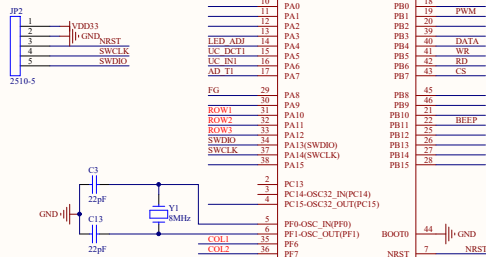 JP2
1 VDD33
2 GND
3 NRST
4 SWCLK
5 SWDIO
2510-5
10 PA0
11 PA1
12 PA2
13 PA3
LED_ADJ 14 PA4
UC_DCT1 15 PA5
UC_IN1 16 PA6
AD_T1 17 PA7
FG 29 PA8
30 PA9
ROW1 31 PA10
ROW2 32 PA11
ROW3 33 PA12
SWDIO 34 PA13(SWDIO)
SWCLK 37 PA14(SWCLK)
38 PA15
2 PC13
3 PC14-OSC32_IN(PC14)
4 PC15-OSC32_OUT(PC15)
5 PF0-OSC_IN(PF0)
6 PF1-OSC_OUT(PF1)
COL1 35 PF6
COL2 36 PF7
PB0 18
PB1 19 PWM
PB2 20
PB3 39
PB4 40 DATA
PB5 41 WR
PB6 42 RD
PB7 43 CS
PB8 45
PB9 46
PB10 21
PB11 22 BEEP
PB12 25
PB13 26
PB14 27
PB15 28
BOOT0 44 GND
NRST 7 NRST
C3
22pF
GND
C13
22pF
Y1
8MHz